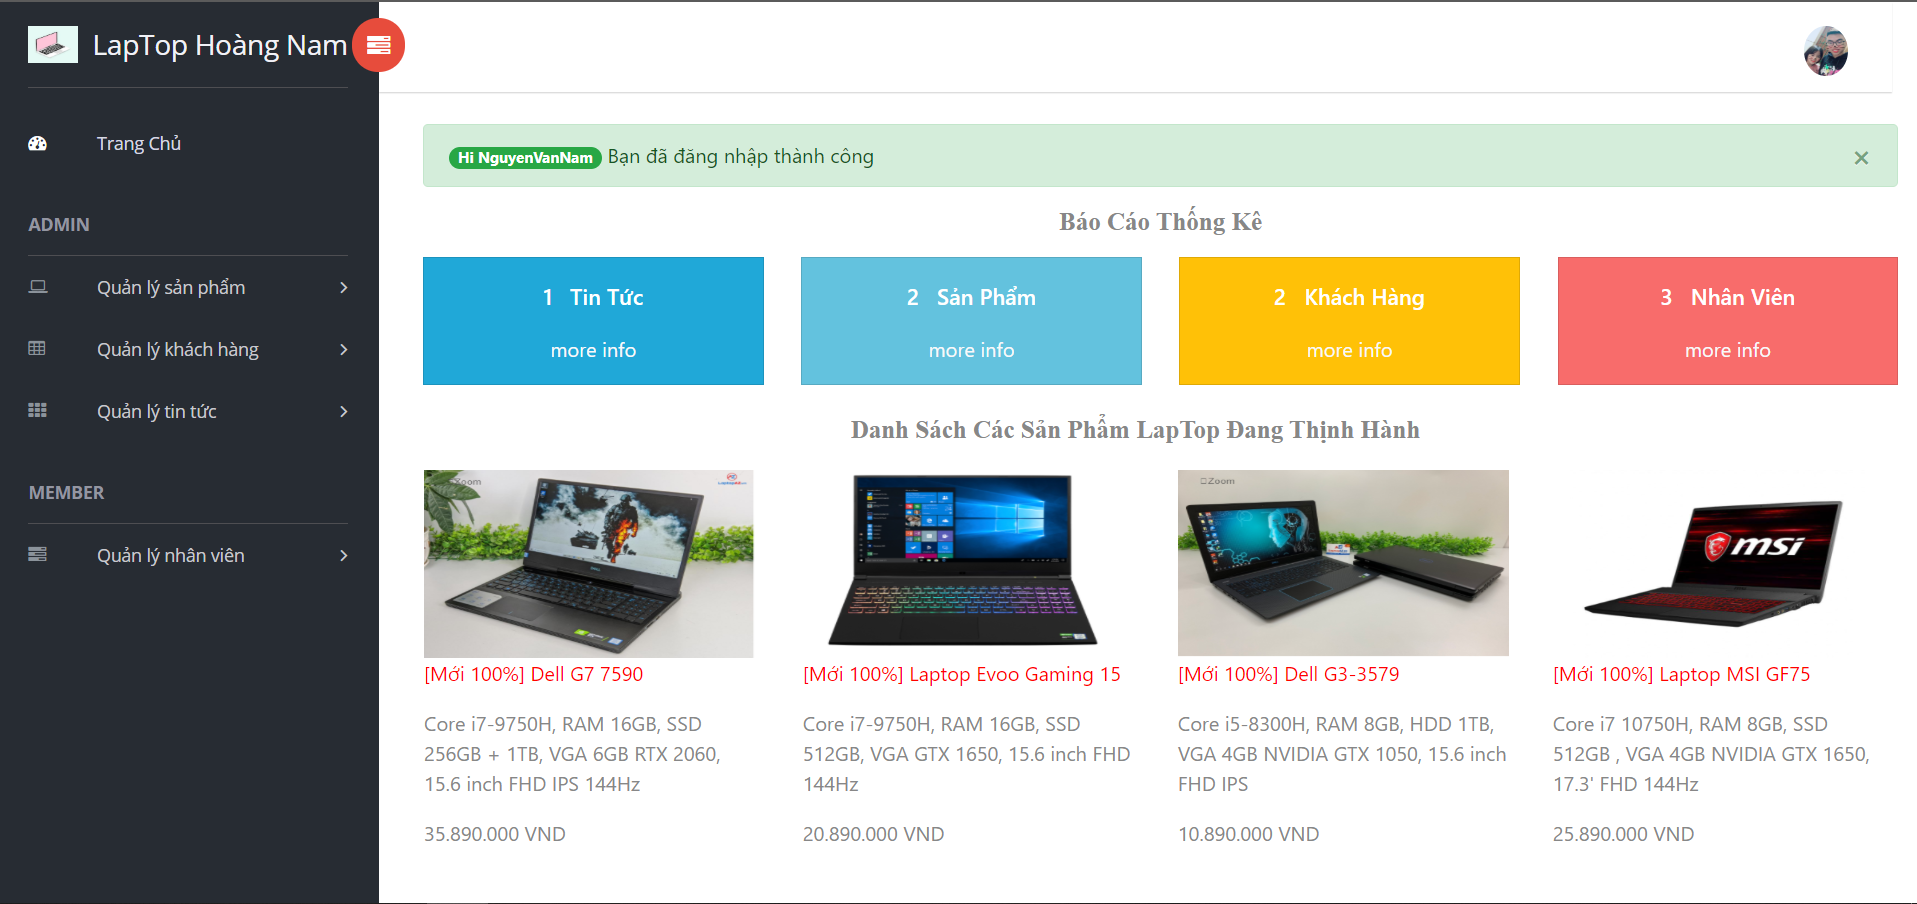 LapTop Hoàng Nam
Trang Chủ
ADMIN
Quản lý sản phẩm
Quản lý khách hàng
Quản lý tin tức
MEMBER
Quản lý nhân viên
Hi NguyenVanNam Bạn đã đăng nhập thành công ×
Báo Cáo Thống Kê
1 Tin Tức
more info
2 Sản Phẩm
more info
2 Khách Hàng
more info
3 Nhân Viên
more info
Danh Sách Các Sản Phẩm LapTop Đang Thịnh Hành
Zoom
[Mới 100%] Dell G7 7590
Core i7-9750H, RAM 16GB, SSD
256GB + 1TB, VGA 6GB RTX 2060,
15.6 inch FHD IPS 144Hz
35.890.000 VND
[Mới 100%] Laptop Evoo Gaming 15
Core i7-9750H, RAM 16GB, SSD
512GB, VGA GTX 1650, 15.6 inch FHD
144Hz
20.890.000 VND
Zoom
[Mới 100%] Dell G3-3579
Core i5-8300H, RAM 8GB, HDD 1TB,
VGA 4GB NVIDIA GTX 1050, 15.6 inch
FHD IPS
10.890.000 VND
msi
[Mới 100%] Laptop MSI GF75
Core i7 10750H, RAM 8GB, SSD
512GB , VGA 4GB NVIDIA GTX 1650,
17.3' FHD 144Hz
25.890.000 VND